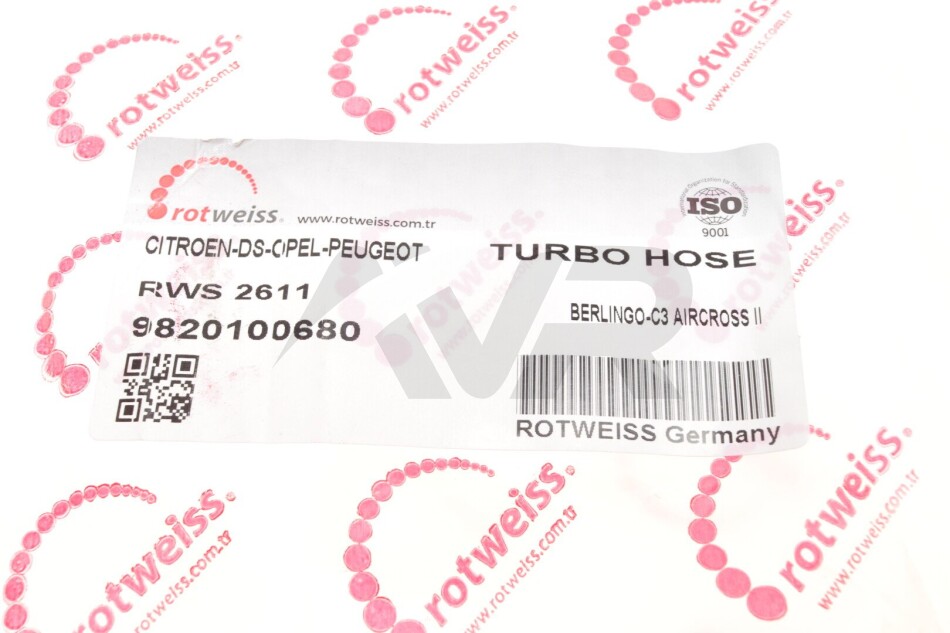 rotweiss.
www.rotweiss.com.tr
rotweiss.
www.rotweiss.com.tr
rotweiss.
www.rotweiss.com.tr
rotweiss. www.rotweiss.com.tr
ISO
9001
CITROEN-DS-OPEL-PEUGEOT
TURBO HOSE
RWS 2611
BERLINGO-C3 AIRCROSS II
9820100680
VR
ROTWEISS Germany
rotweiss.
www.rotweiss.com.tr
rotweiss.
www.rotweiss.com.tr
rotweiss.
www.rotweiss.com.tr